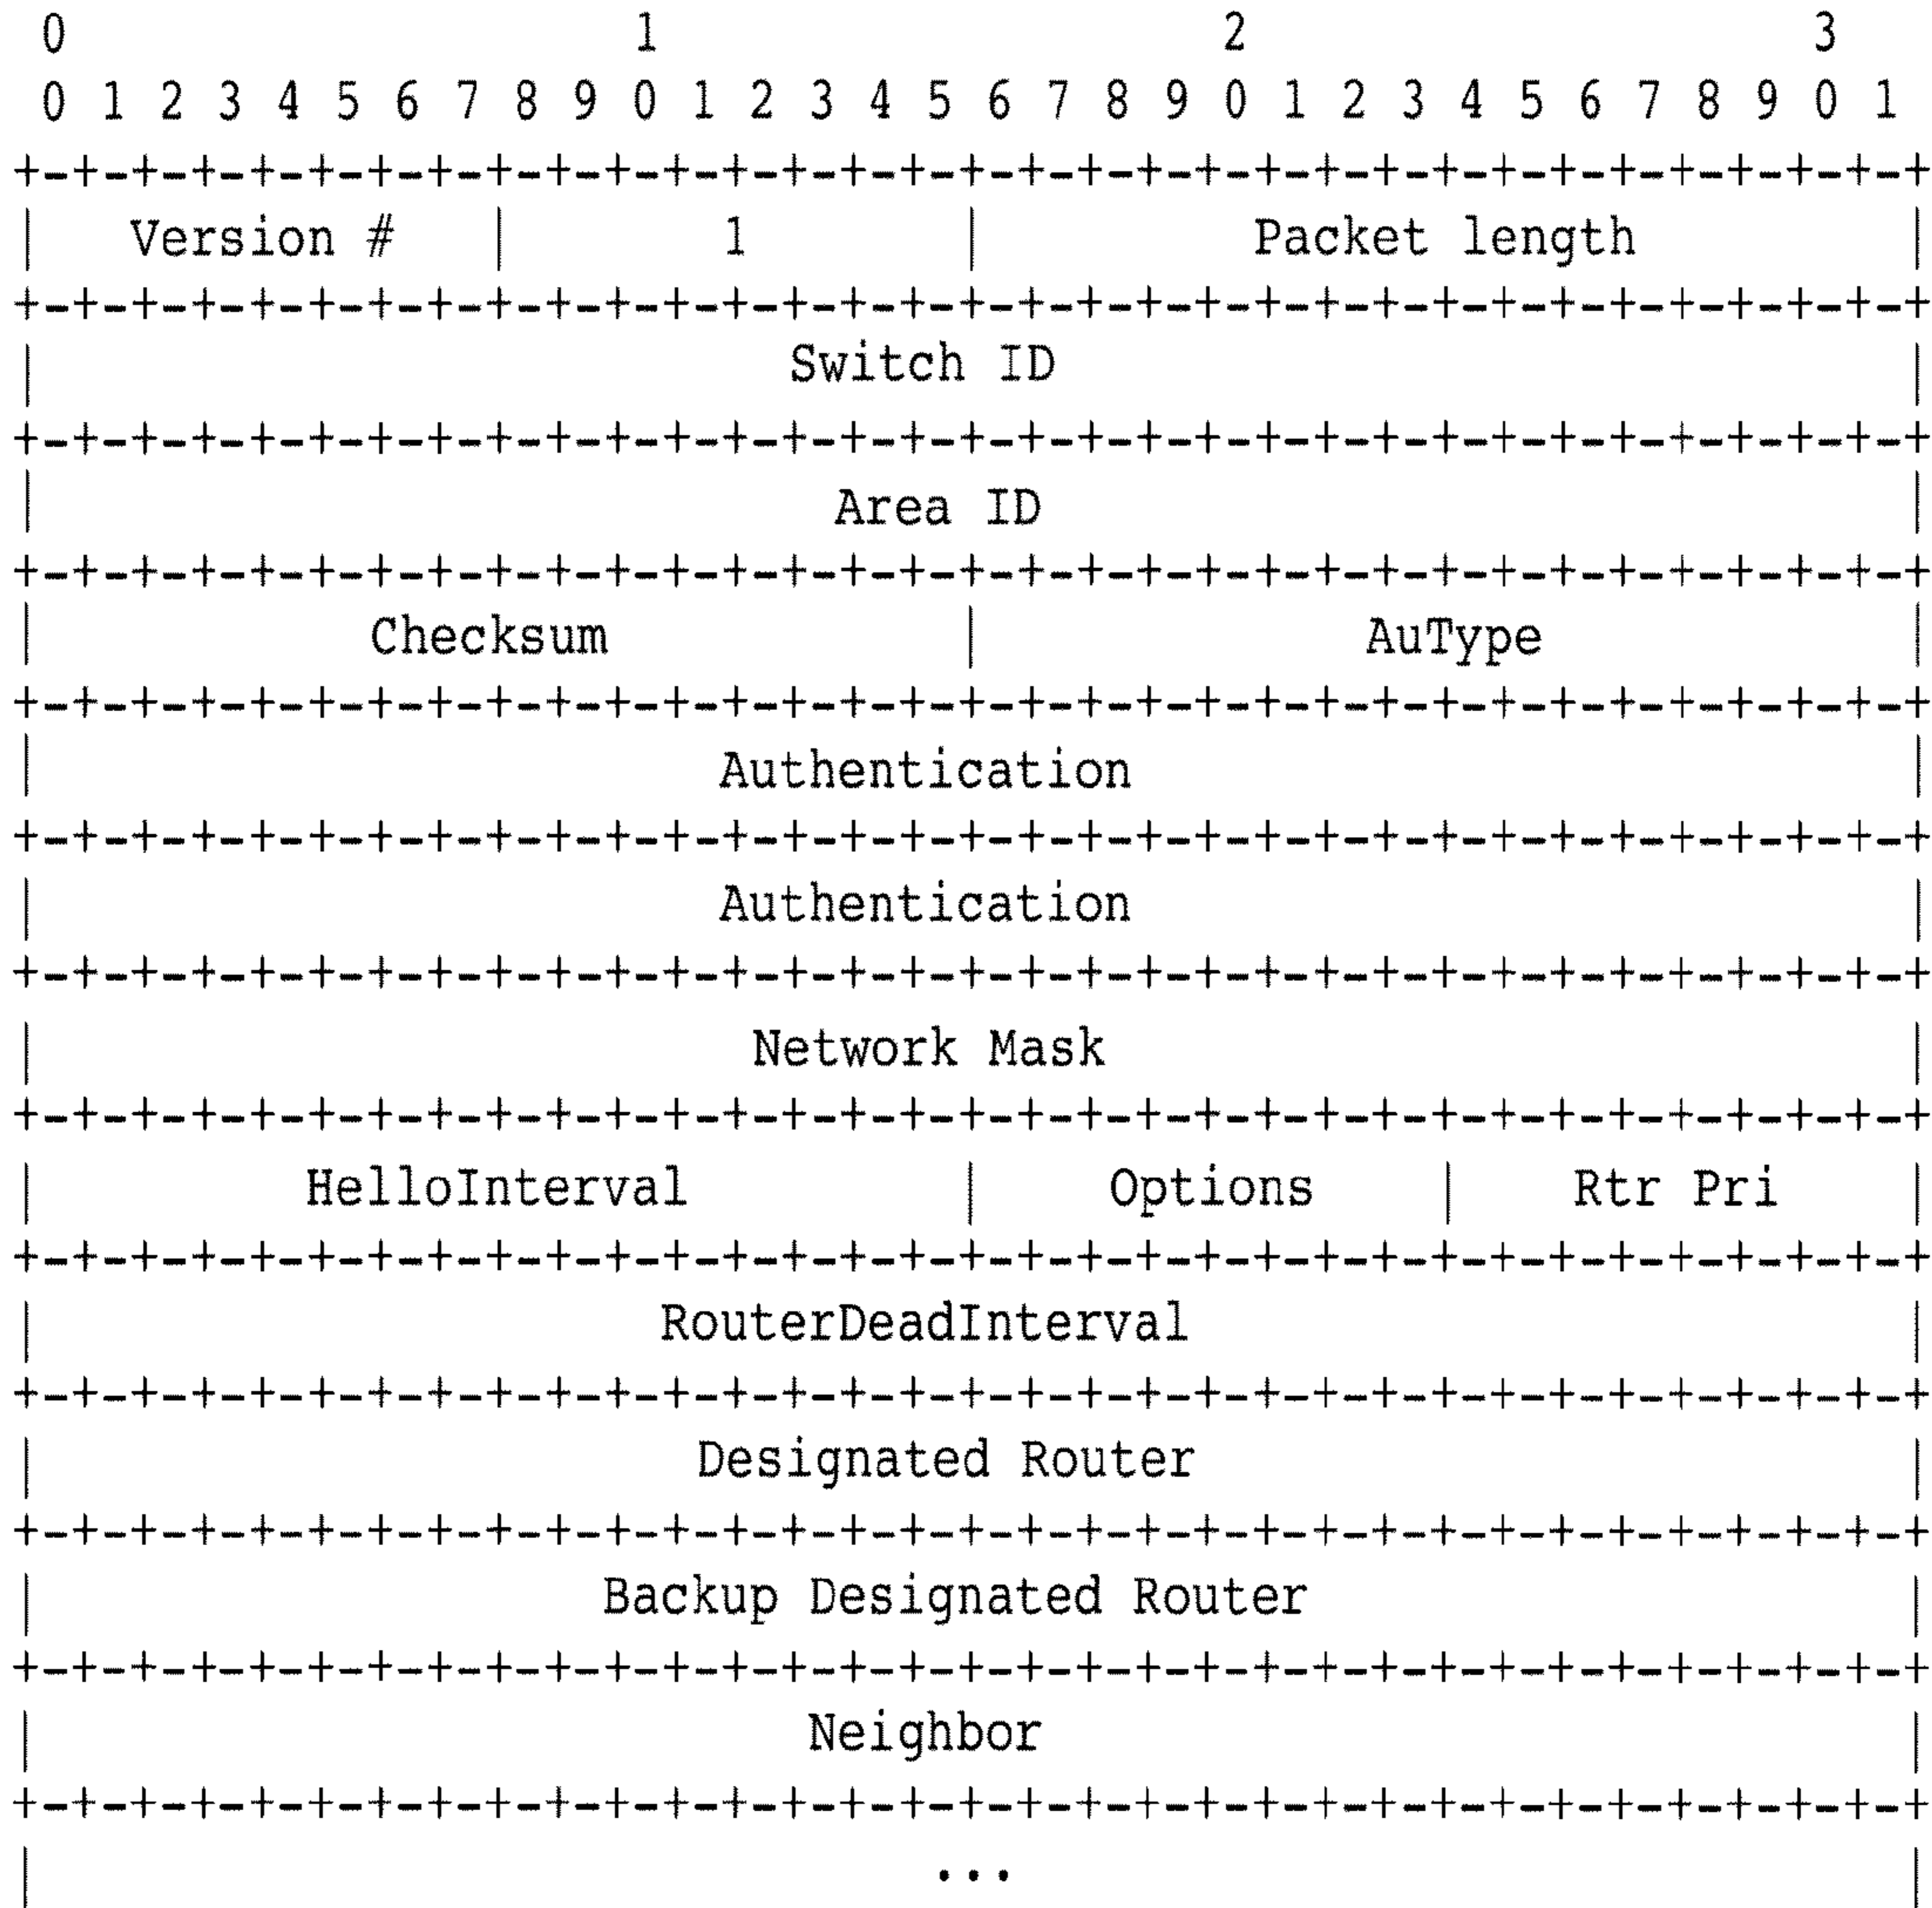 0 1 2 3
0 1 2 3 4 5 6 7 8 9 0 1 2 3 4 5 6 7 8 9 0 1 2 3 4 5 6 7 8 9 0 1
+-+-+-+-+-+-+-+-+-+-+-+-+-+-+-+-+-+-+-+-+-+-+-+-+-+-+-+-+-+-+-+-+
| Version # | 1 | Packet length |
+-+-+-+-+-+-+-+-+-+-+-+-+-+-+-+-+-+-+-+-+-+-+-+-+-+-+-+-+-+-+-+-+
| Switch ID |
+-+-+-+-+-+-+-+-+-+-+-+-+-+-+-+-+-+-+-+-+-+-+-+-+-+-+-+-+-+-+-+-+
| Area ID |
+-+-+-+-+-+-+-+-+-+-+-+-+-+-+-+-+-+-+-+-+-+-+-+-+-+-+-+-+-+-+-+-+
| Checksum | AuType |
+-+-+-+-+-+-+-+-+-+-+-+-+-+-+-+-+-+-+-+-+-+-+-+-+-+-+-+-+-+-+-+-+
| Authentication |
+-+-+-+-+-+-+-+-+-+-+-+-+-+-+-+-+-+-+-+-+-+-+-+-+-+-+-+-+-+-+-+-+
| Authentication |
+-+-+-+-+-+-+-+-+-+-+-+-+-+-+-+-+-+-+-+-+-+-+-+-+-+-+-+-+-+-+-+-+
| Network Mask |
+-+-+-+-+-+-+-+-+-+-+-+-+-+-+-+-+-+-+-+-+-+-+-+-+-+-+-+-+-+-+-+-+
| HelloInterval | Options | Rtr Pri |
+-+-+-+-+-+-+-+-+-+-+-+-+-+-+-+-+-+-+-+-+-+-+-+-+-+-+-+-+-+-+-+-+
| RouterDeadInterval |
+-+-+-+-+-+-+-+-+-+-+-+-+-+-+-+-+-+-+-+-+-+-+-+-+-+-+-+-+-+-+-+-+
| Designated Router |
+-+-+-+-+-+-+-+-+-+-+-+-+-+-+-+-+-+-+-+-+-+-+-+-+-+-+-+-+-+-+-+-+
| Backup Designated Router |
+-+-+-+-+-+-+-+-+-+-+-+-+-+-+-+-+-+-+-+-+-+-+-+-+-+-+-+-+-+-+-+-+
| Neighbor |
+-+-+-+-+-+-+-+-+-+-+-+-+-+-+-+-+-+-+-+-+-+-+-+-+-+-+-+-+-+-+-+-+
| ... |